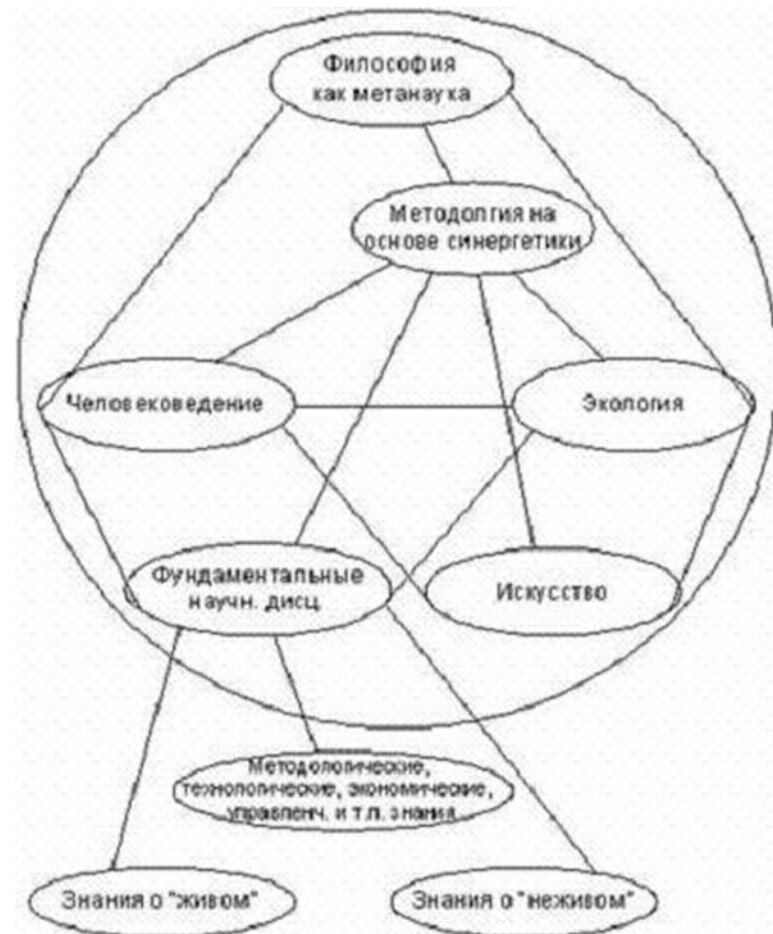 Философия
как метанаука
Методолгия на
основе синергетики
Человековедение
Экология
Фундаментальные
научн. дисц.
Искусство
Методологические,
технологические, экономические,
управленч. и т.п. знания
Знания о "живом"
Знания о "неживом"